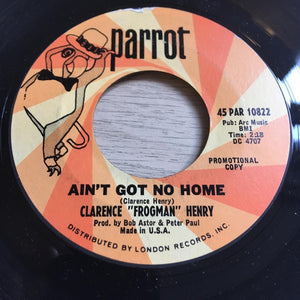 parrot
45 PAR 10822
Pub: Arc Music
BMI
Time: 2:18
DC 4707
PROMOTIONAL
COPY
AIN'T GOT NO HOME
(Clarence Henry)
CLARENCE "FROGMAN" HENRY
Prod. by Bob Astor & Peter Paul
Made in U.S.A.
DISTRIBUTED BY LONDON RECORDS, INC.